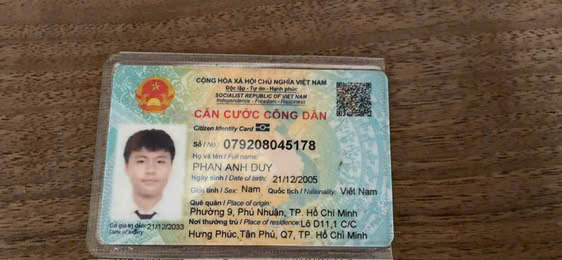 CỘNG HÒA XÃ HỘI CHỦ NGHĨA VIỆT NAM
Độc lập - Tự do - Hạnh phúc
SOCIALIST REPUBLIC OF VIET NAM
Independence - Freedom - Happiness
CĂN CƯỚC CÔNG DÂN
Citizen Identity Card
Số / No.: 079208045178
Họ và tên / Full name:
PHAN ANH DUY
Ngày sinh / Date of birth: 21/12/2005
Giới tính / Sex: Nam Quốc tịch / Nationality: Việt Nam
Quê quán / Place of origin:
Phường 9, Phú Nhuận, TP. Hồ Chí Minh
Nơi thường trú / Place of residence: Lô D11,1 C/C
Hưng Phúc,Tân Phú, Q7, TP. Hồ Chí Minh
Có giá trị đến: 21/12/2033
Date of expiry